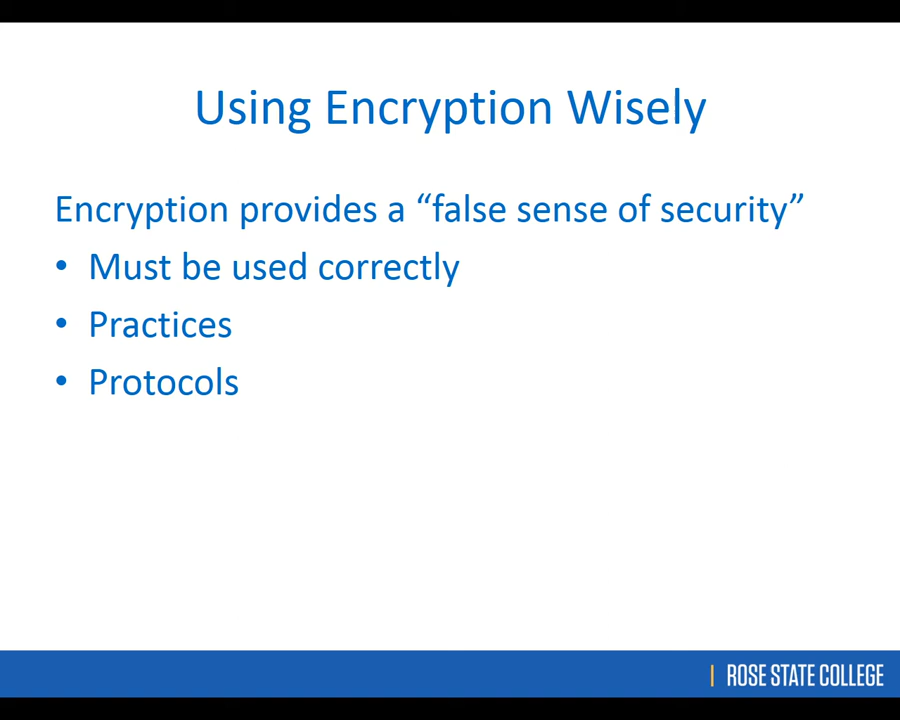 Using Encryption Wisely
Encryption provides a “false sense of security”
• Must be used correctly
• Practices
• Protocols
ROSE STATE COLLEGE